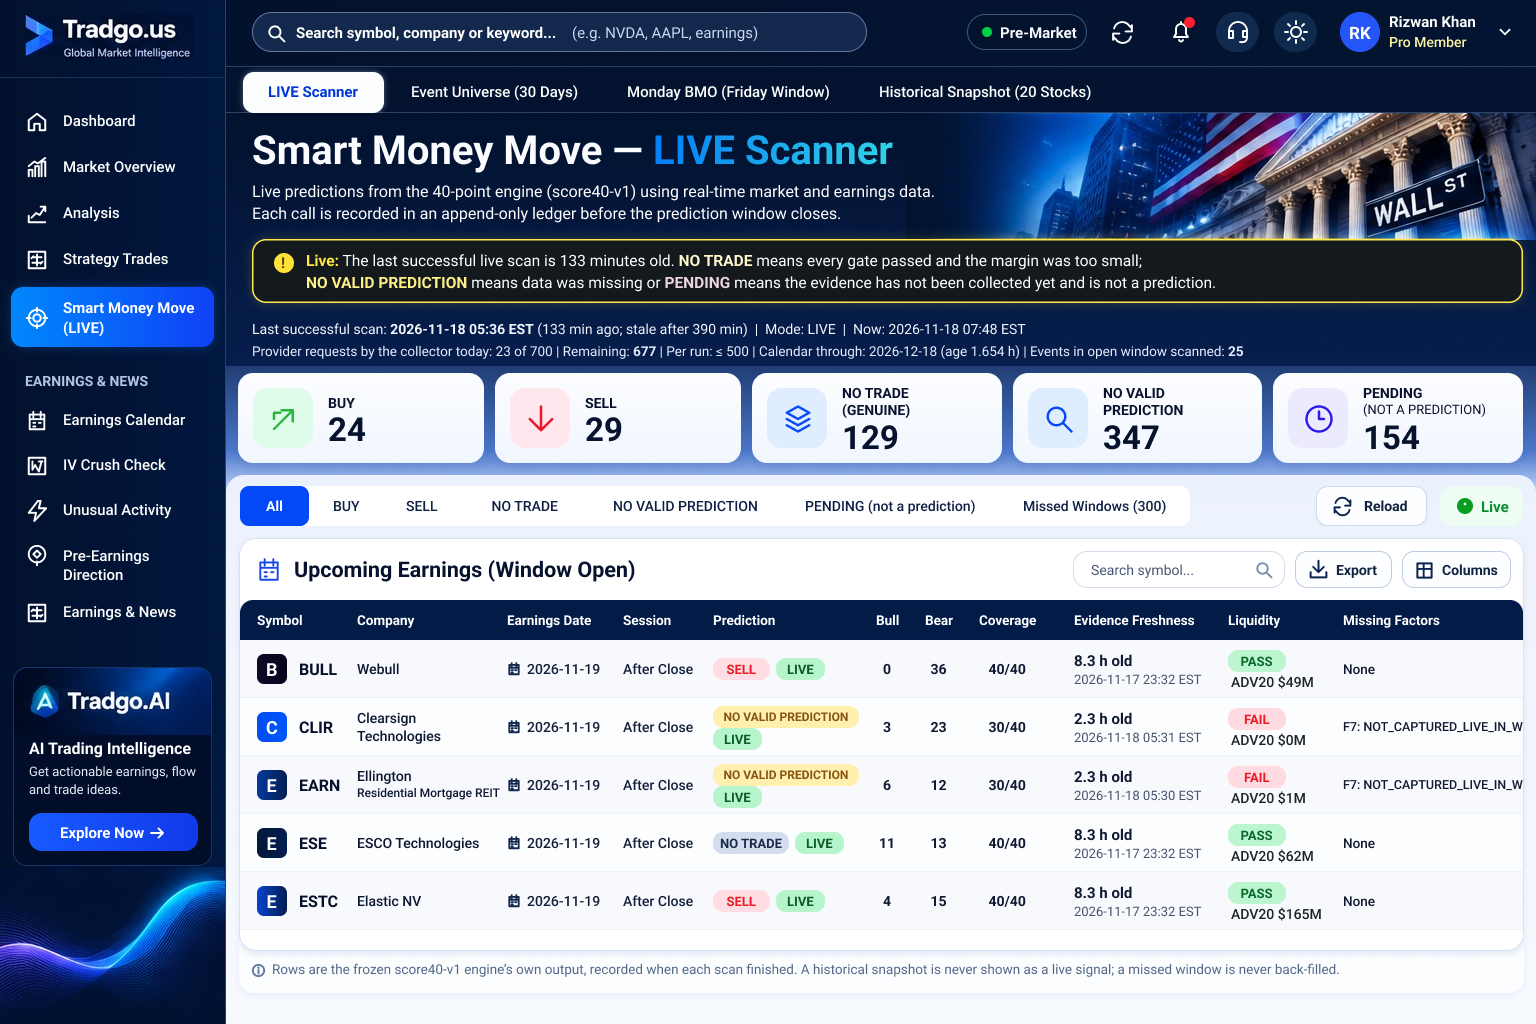 Tradgo.us
Global Market Intelligence
Search symbol, company or keyword... (e.g. NVDA, AAPL, earnings)
Pre-Market
RK
Rizwan Khan
Pro Member
LIVE Scanner
Event Universe (30 Days)
Monday BMO (Friday Window)
Historical Snapshot (20 Stocks)
Dashboard
Market Overview
Analysis
Strategy Trades
Smart Money Move
(LIVE)
EARNINGS & NEWS
Earnings Calendar
IV Crush Check
Unusual Activity
Pre-Earnings
Direction
Earnings & News
Tradgo.AI
AI Trading Intelligence
Get actionable earnings, flow
and trade ideas.
Explore Now →
Smart Money Move — LIVE Scanner
Live predictions from the 40-point engine (score40-v1) using real-time market and earnings data.
Each call is recorded in an append-only ledger before the prediction window closes.
WALL ST
Live: The last successful live scan is 133 minutes old. NO TRADE means every gate passed and the margin was too small;
NO VALID PREDICTION means data was missing or PENDING means the evidence has not been collected yet and is not a prediction.
Last successful scan: 2026-11-18 05:36 EST (133 min ago; stale after 390 min) | Mode: LIVE | Now: 2026-11-18 07:48 EST
Provider requests by the collector today: 23 of 700 | Remaining: 677 | Per run: ≤ 500 | Calendar through: 2026-12-18 (age 1.654 h) | Events in open window scanned: 25
BUY
24
SELL
29
NO TRADE
(GENUINE)
129
NO VALID
PREDICTION
347
PENDING
(NOT A PREDICTION)
154
All
BUY
SELL
NO TRADE
NO VALID PREDICTION
PENDING (not a prediction)
Missed Windows (300)
Reload
Live
Upcoming Earnings (Window Open)
Search symbol...
Export
Columns
Symbol Company Earnings Date Session Prediction Bull Bear Coverage Evidence Freshness Liquidity Missing Factors
B BULL Webull 2026-11-19 After Close SELL LIVE 0 36 40/40 8.3 h old PASS None
2026-11-17 23:32 EST ADV20 $49M
C CLIR Clearsign Technologies 2026-11-19 After Close NO VALID PREDICTION LIVE 3 23 30/40 2.3 h old FAIL F7: NOT_CAPTURED_LIVE_IN_W
2026-11-18 05:31 EST ADV20 $0M
E EARN Ellington Residential Mortgage REIT 2026-11-19 After Close NO VALID PREDICTION LIVE 6 12 30/40 2.3 h old FAIL F7: NOT_CAPTURED_LIVE_IN_W
2026-11-18 05:30 EST ADV20 $1M
E ESE ESCO Technologies 2026-11-19 After Close NO TRADE LIVE 11 13 40/40 8.3 h old PASS None
2026-11-17 23:32 EST ADV20 $62M
E ESTC Elastic NV 2026-11-19 After Close SELL LIVE 4 15 40/40 8.3 h old PASS None
2026-11-17 23:32 EST ADV20 $165M
Rows are the frozen score40-v1 engine's own output, recorded when each scan finished. A historical snapshot is never shown as a live signal; a missed window is never back-filled.